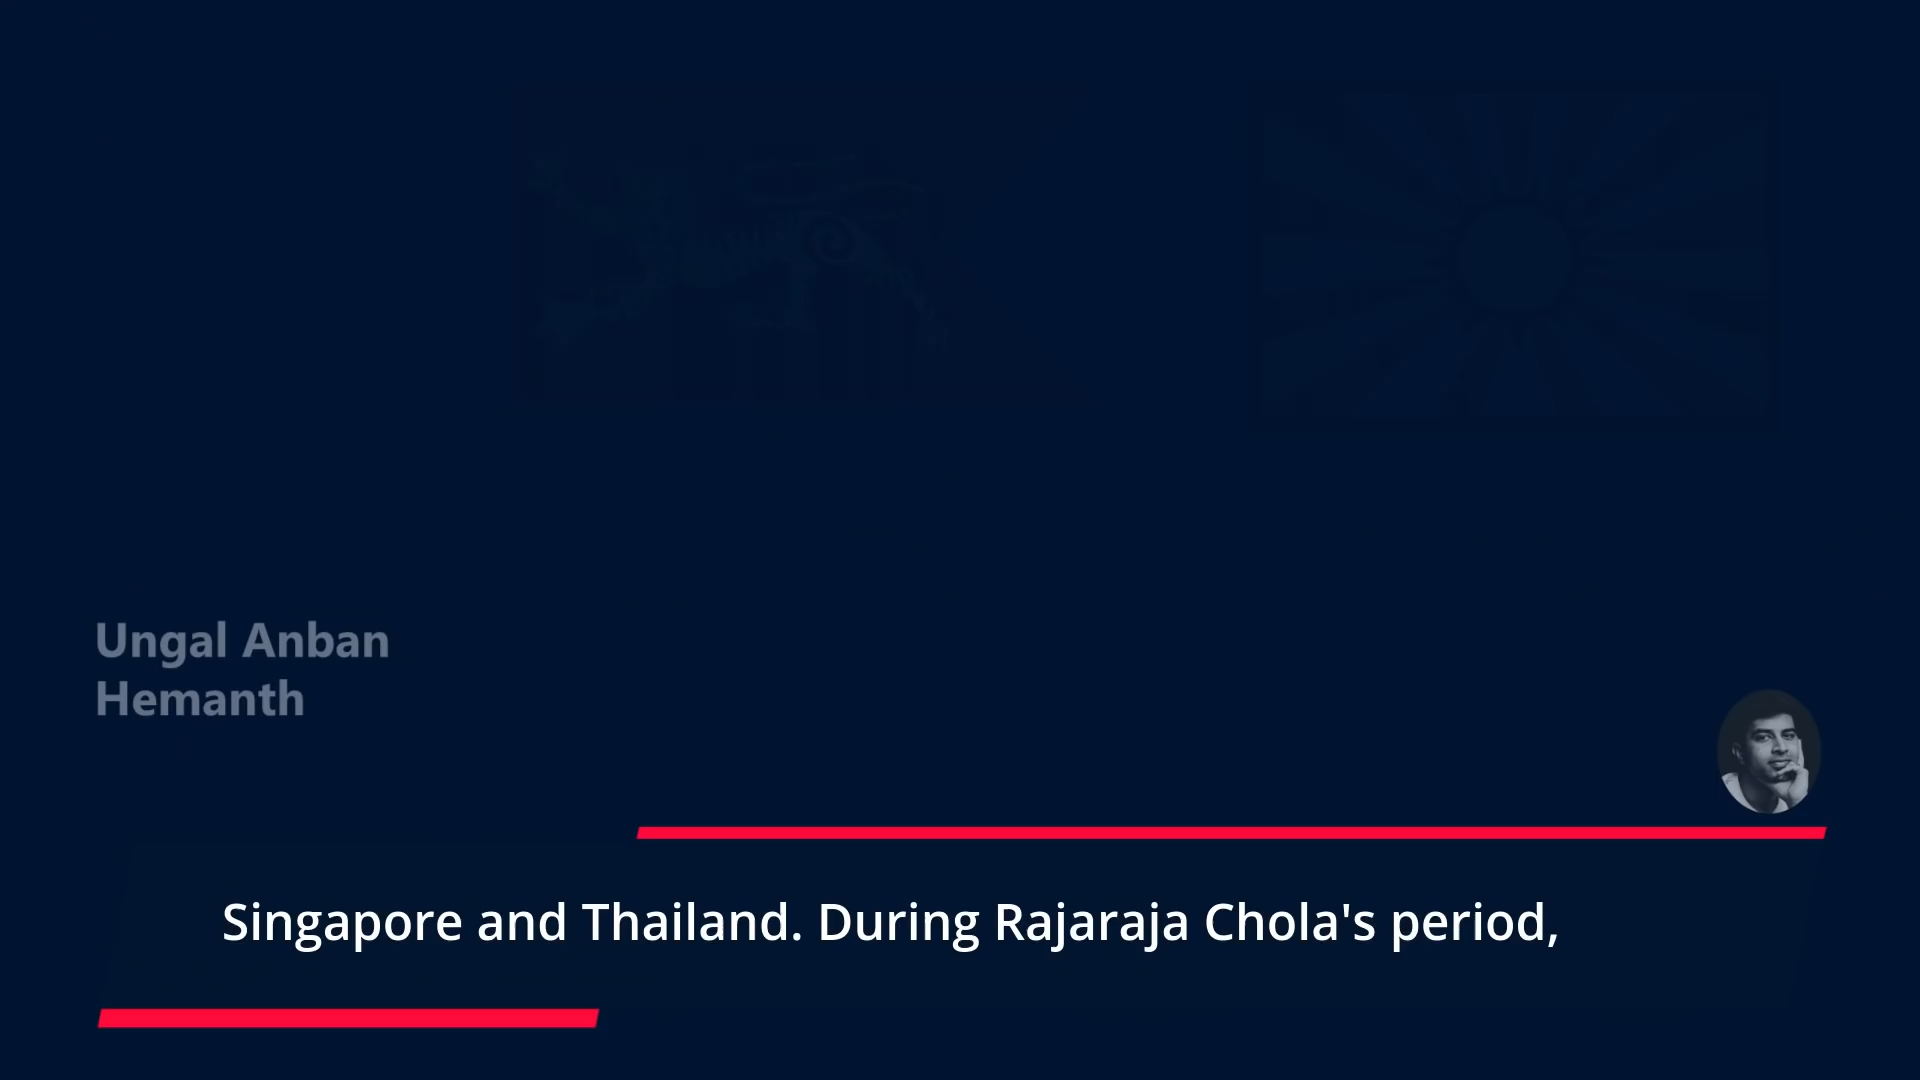 Ungal Anban
Hemanth
Singapore and Thailand. During Rajaraja Chola's period,